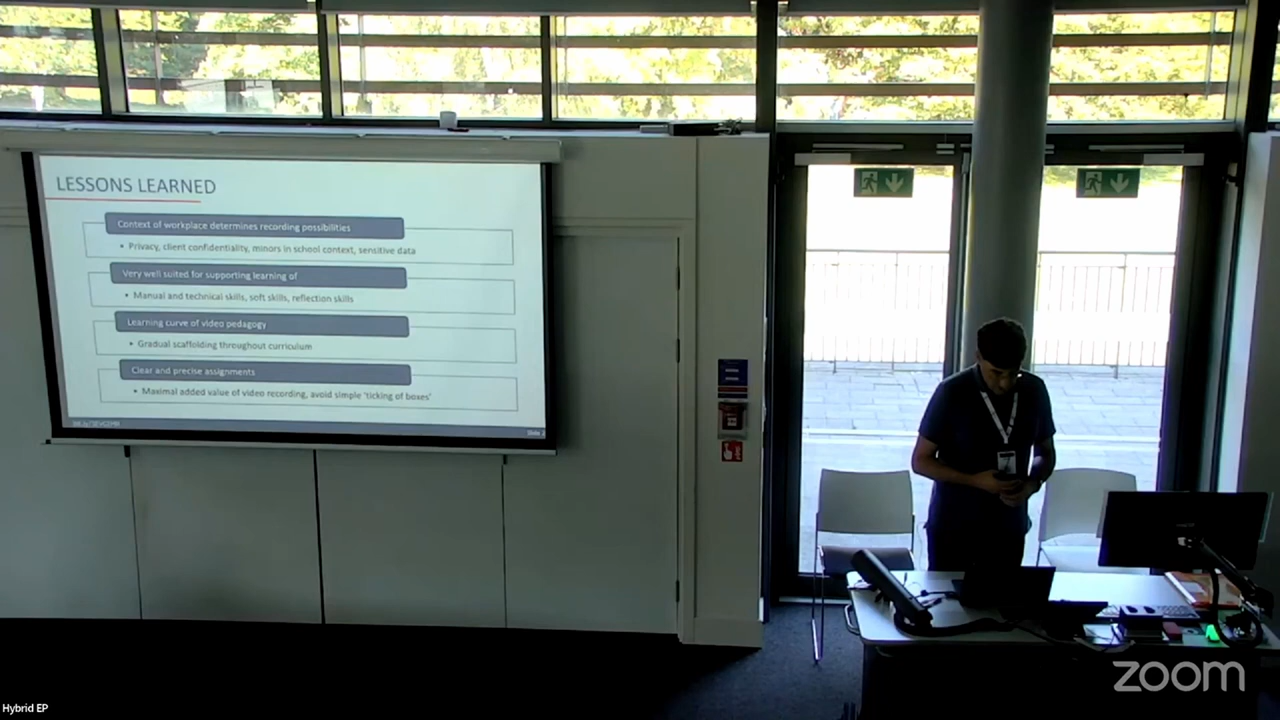 LESSONS LEARNED
Context of workplace determines recording possibilities
• Privacy, client confidentiality, minors in school context, sensitive data
Very well suited for supporting learning of
• Manual and technical skills, soft skills, reflection skills
Learning curve of video pedagogy
• Gradual scaffolding throughout curriculum
Clear and precise assignments
• Maximal added value of video recording, avoid simple 'ticking of boxes'
Slide
zoom
Hybrid EP